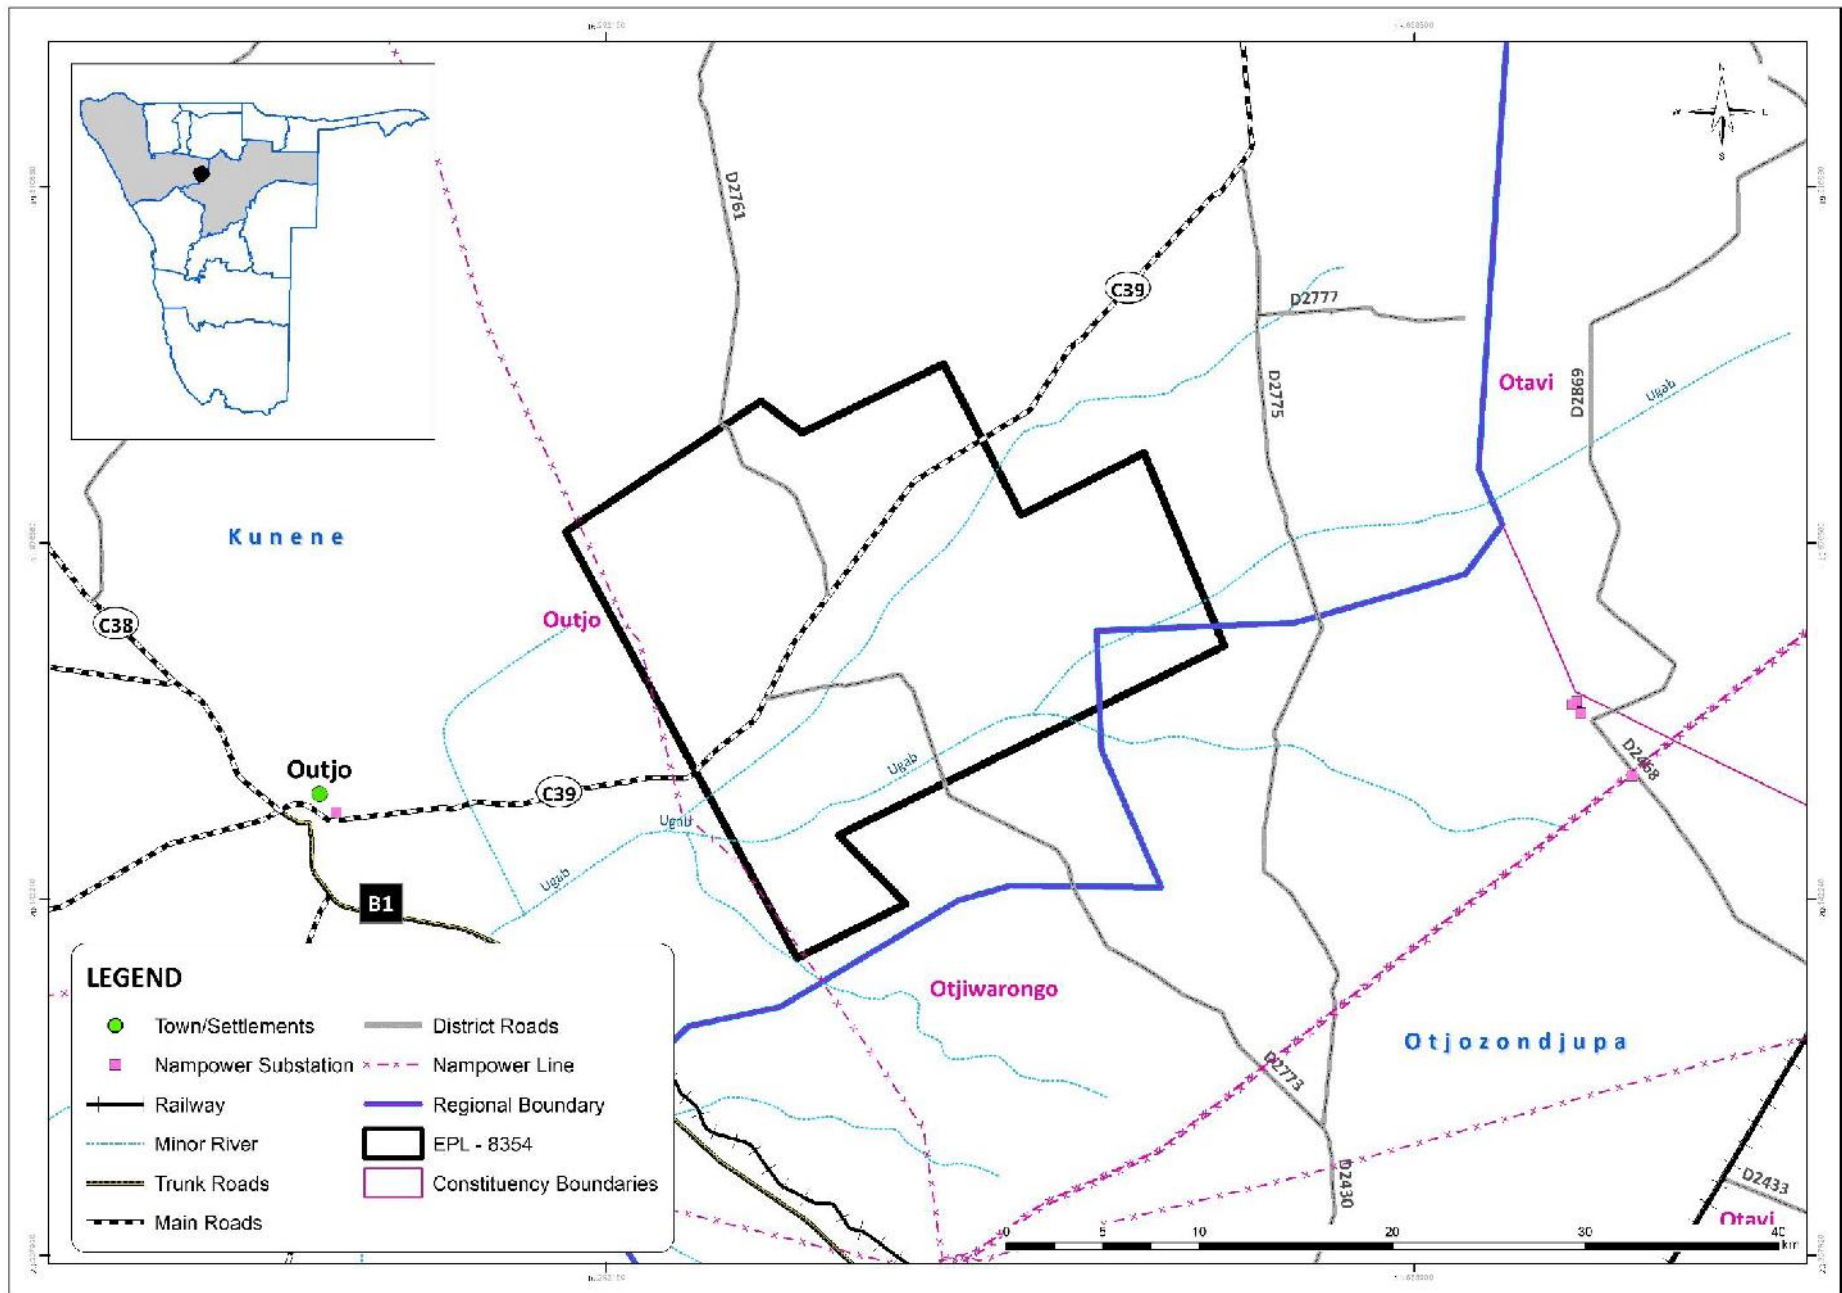 N
W
E
S
D2761
C39
D2777
Otavi
D2775
D2869
Ugab
Kunene
C38
Outjo
Outjo
C39
Ugab
Ugab
Ugab
B1
D2468
Otjiwarongo
Otjozondjupa
D2773
D2430
D2433
Otavi
LEGEND
Town/Settlements
District Roads
Nampower Substation
Nampower Line
Railway
Regional Boundary
Minor River
EPL - 8354
Trunk Roads
Constituency Boundaries
Main Roads
0 5 10 20 30 40
km